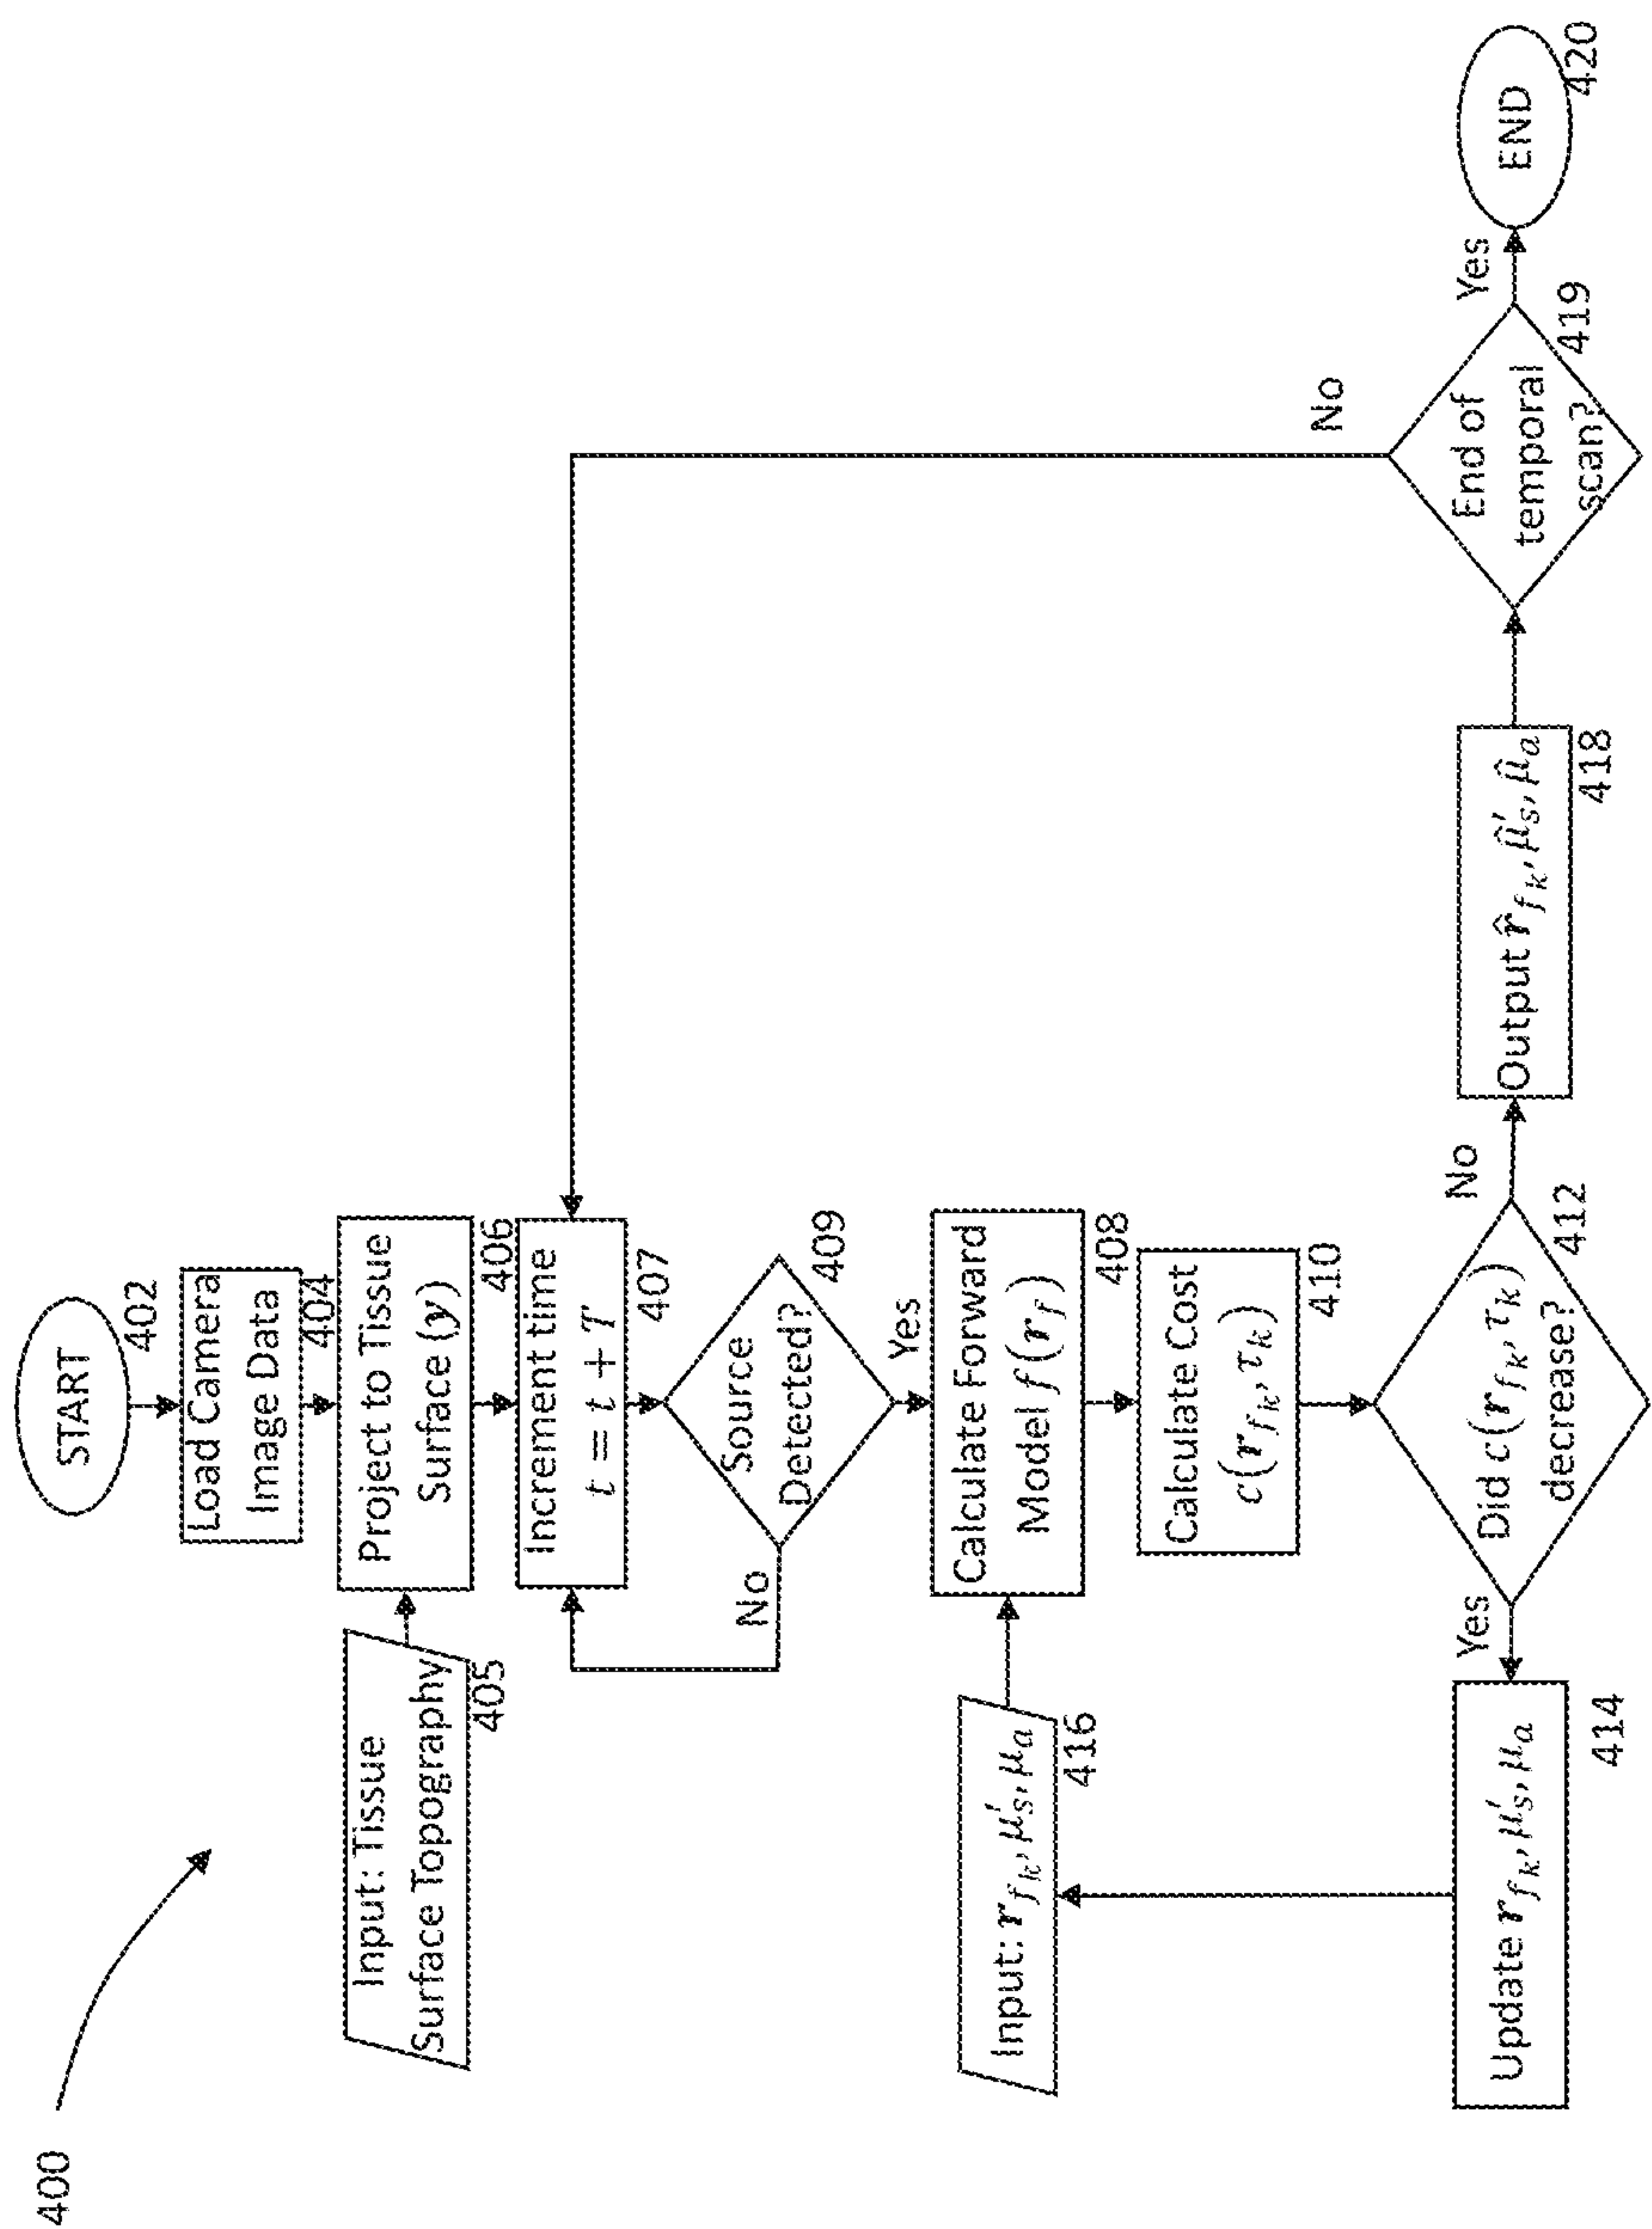 400
START
402
Load Camera
Image Data
404
Input: Tissue
Surface Topography
405
Project to Tissue
Surface (y)
406
Increment time
t = t + T
407
Source
Detected?
409
No
Yes
Input: r_{f_k}, μ'_s, μ_a
416
Calculate Forward
Model f(r_f)
408
Calculate Cost
c(r_{f_k}, τ_k)
410
Did c(r_{f_k}, τ_k)
decrease?
412
Yes
No
Update r_{f_k}, μ'_s, μ_a
414
Output r̂_{f_k}, μ̂'_s, μ̂_a
418
End of
temporal
scan?
419
No
Yes
END
420